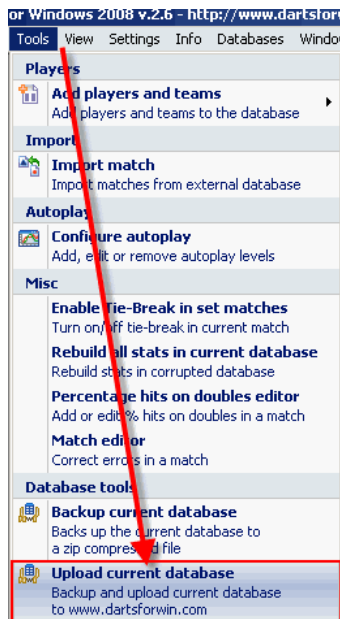 or Windows 2008 v.2.6 - http://www.dartsforw
Tools View Settings Info Databases Windo
Players
Add players and teams
Add players and teams to the database
Import
Import match
Import matches from external database
Autoplay
Configure autoplay
Add, edit or remove autoplay levels
Misc
Enable Tie-Break in set matches
Turn on/off tie-break in current match
Rebuild all stats in current database
Rebuild stats in corrupted database
Percentage hits on doubles editor
Add or edit % hits on doubles in a match
Match editor
Correct errors in a match
Database tools
Backup current database
Backs up the current database to
a zip compressed file
Upload current database
Backup and upload current database
to www.dartsforwin.com